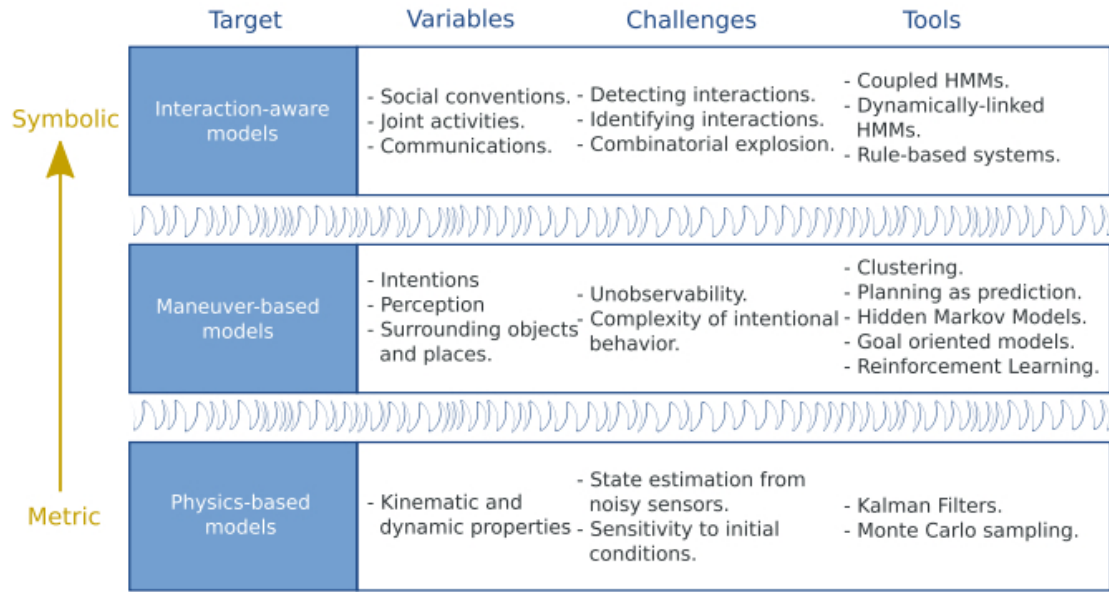 Target Variables Challenges Tools
Symbolic
Interaction-aware
models
- Social conventions.
- Joint activities.
- Communications.
- Detecting interactions.
- Identifying interactions.
- Combinatorial explosion.
- Coupled HMMs.
- Dynamically-linked
HMMs.
- Rule-based systems.
Maneuver-based
models
- Intentions
- Perception
- Surrounding objects
and places.
- Unobservability.
- Complexity of intentional
behavior.
- Clustering.
- Planning as prediction.
- Hidden Markov Models.
- Goal oriented models.
- Reinforcement Learning.
Metric
Physics-based
models
- Kinematic and
dynamic properties
- State estimation from
noisy sensors.
- Sensitivity to initial
conditions.
- Kalman Filters.
- Monte Carlo sampling.